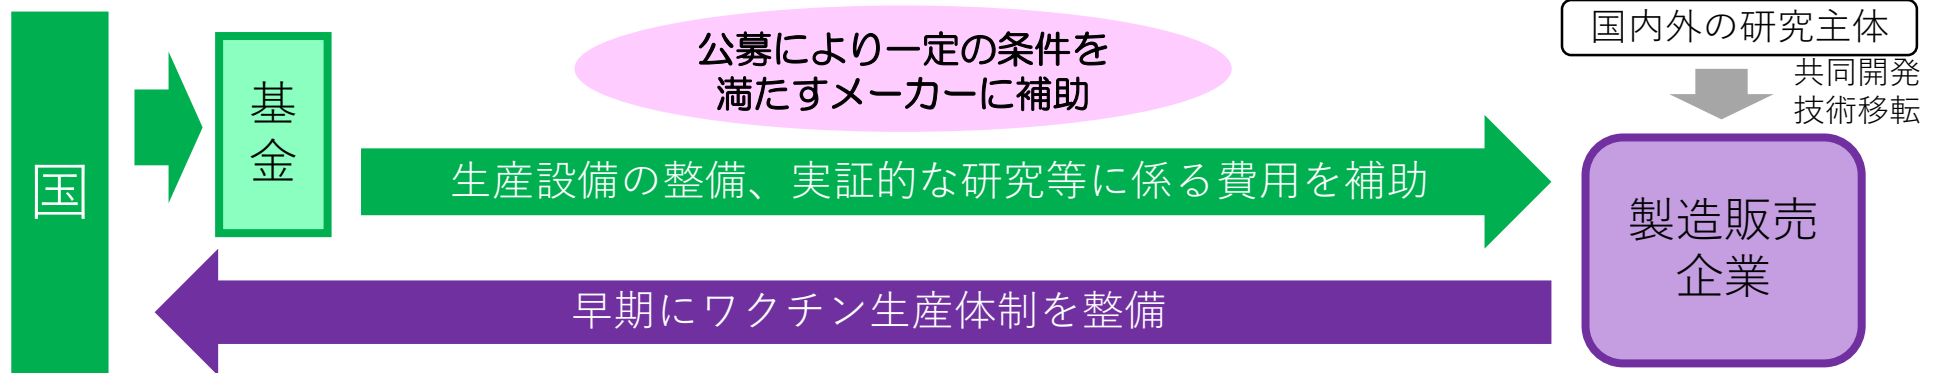 国
基
金
公募により一定の条件を
満たすメーカーに補助
生産設備の整備、実証的な研究等に係る費用を補助
早期にワクチン生産体制を整備
国内外の研究主体
共同開発
技術移転
製造販売
企業